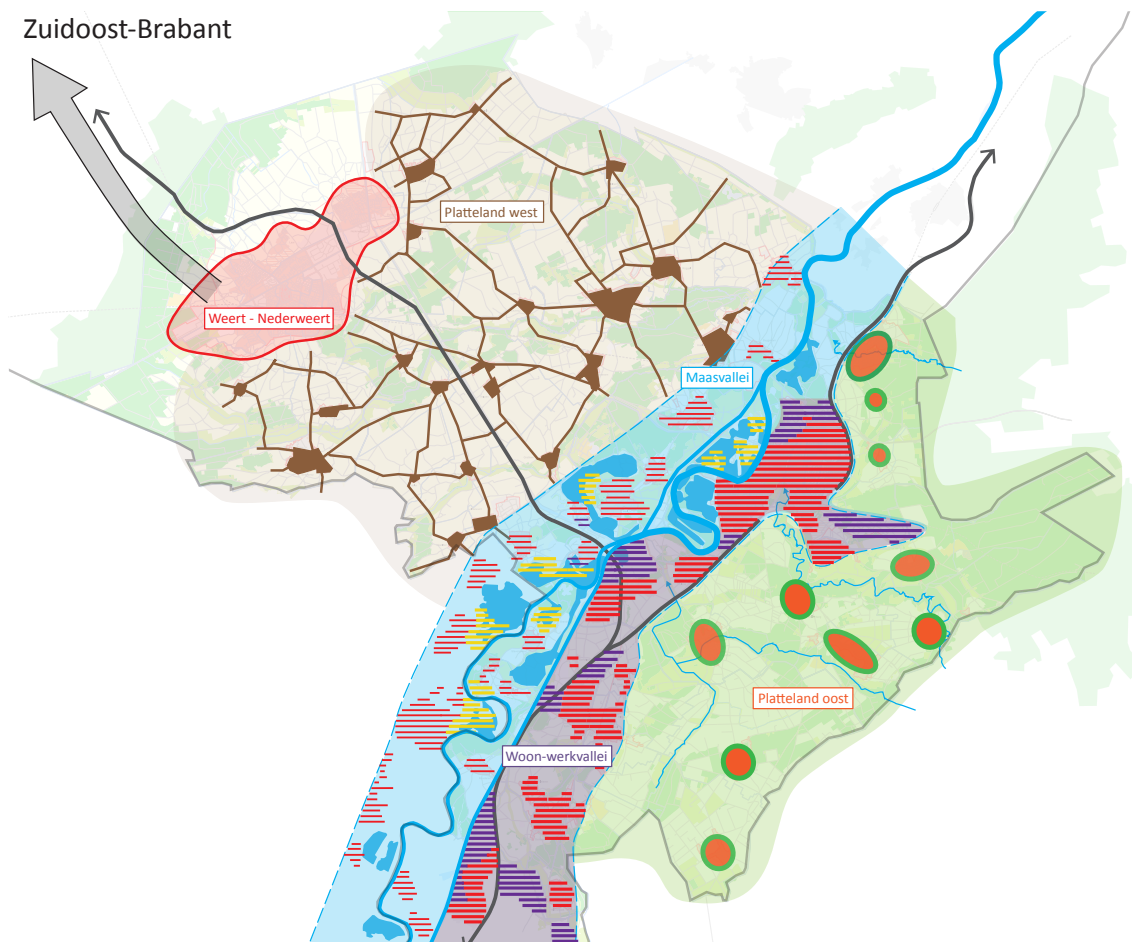 Zuidoost-Brabant
Platteland west
Weert - Nederweert
Maasvallei
Platteland oost
Woon-werkvallei